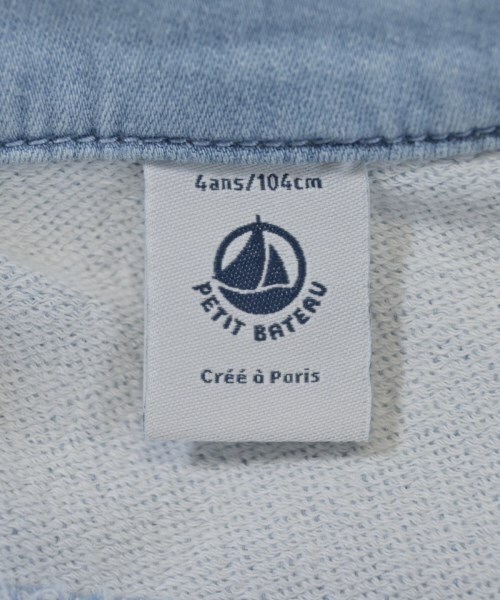 4ans/104cm
PETIT BATEAU
Créé à Paris